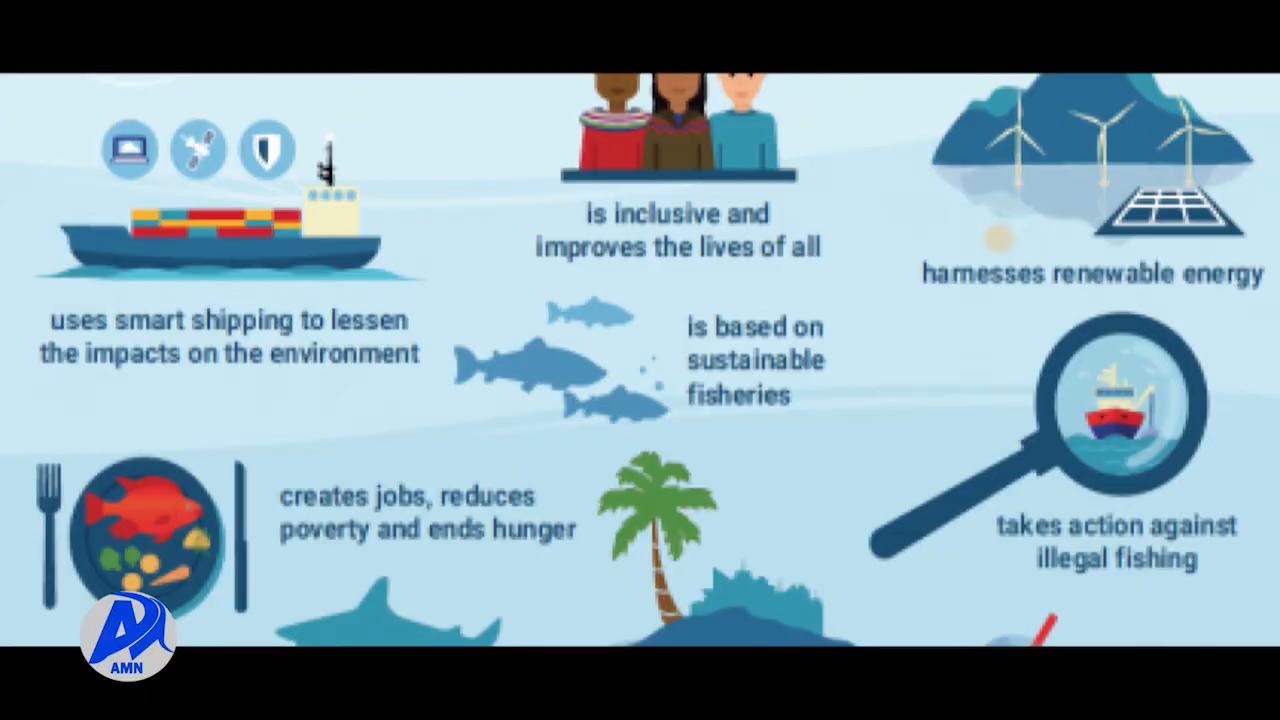 is inclusive and
improves the lives of all
harnesses renewable energy
uses smart shipping to lessen
the impacts on the environment
is based on
sustainable
fisheries
creates jobs, reduces
poverty and ends hunger
takes action against
illegal fishing
AMN